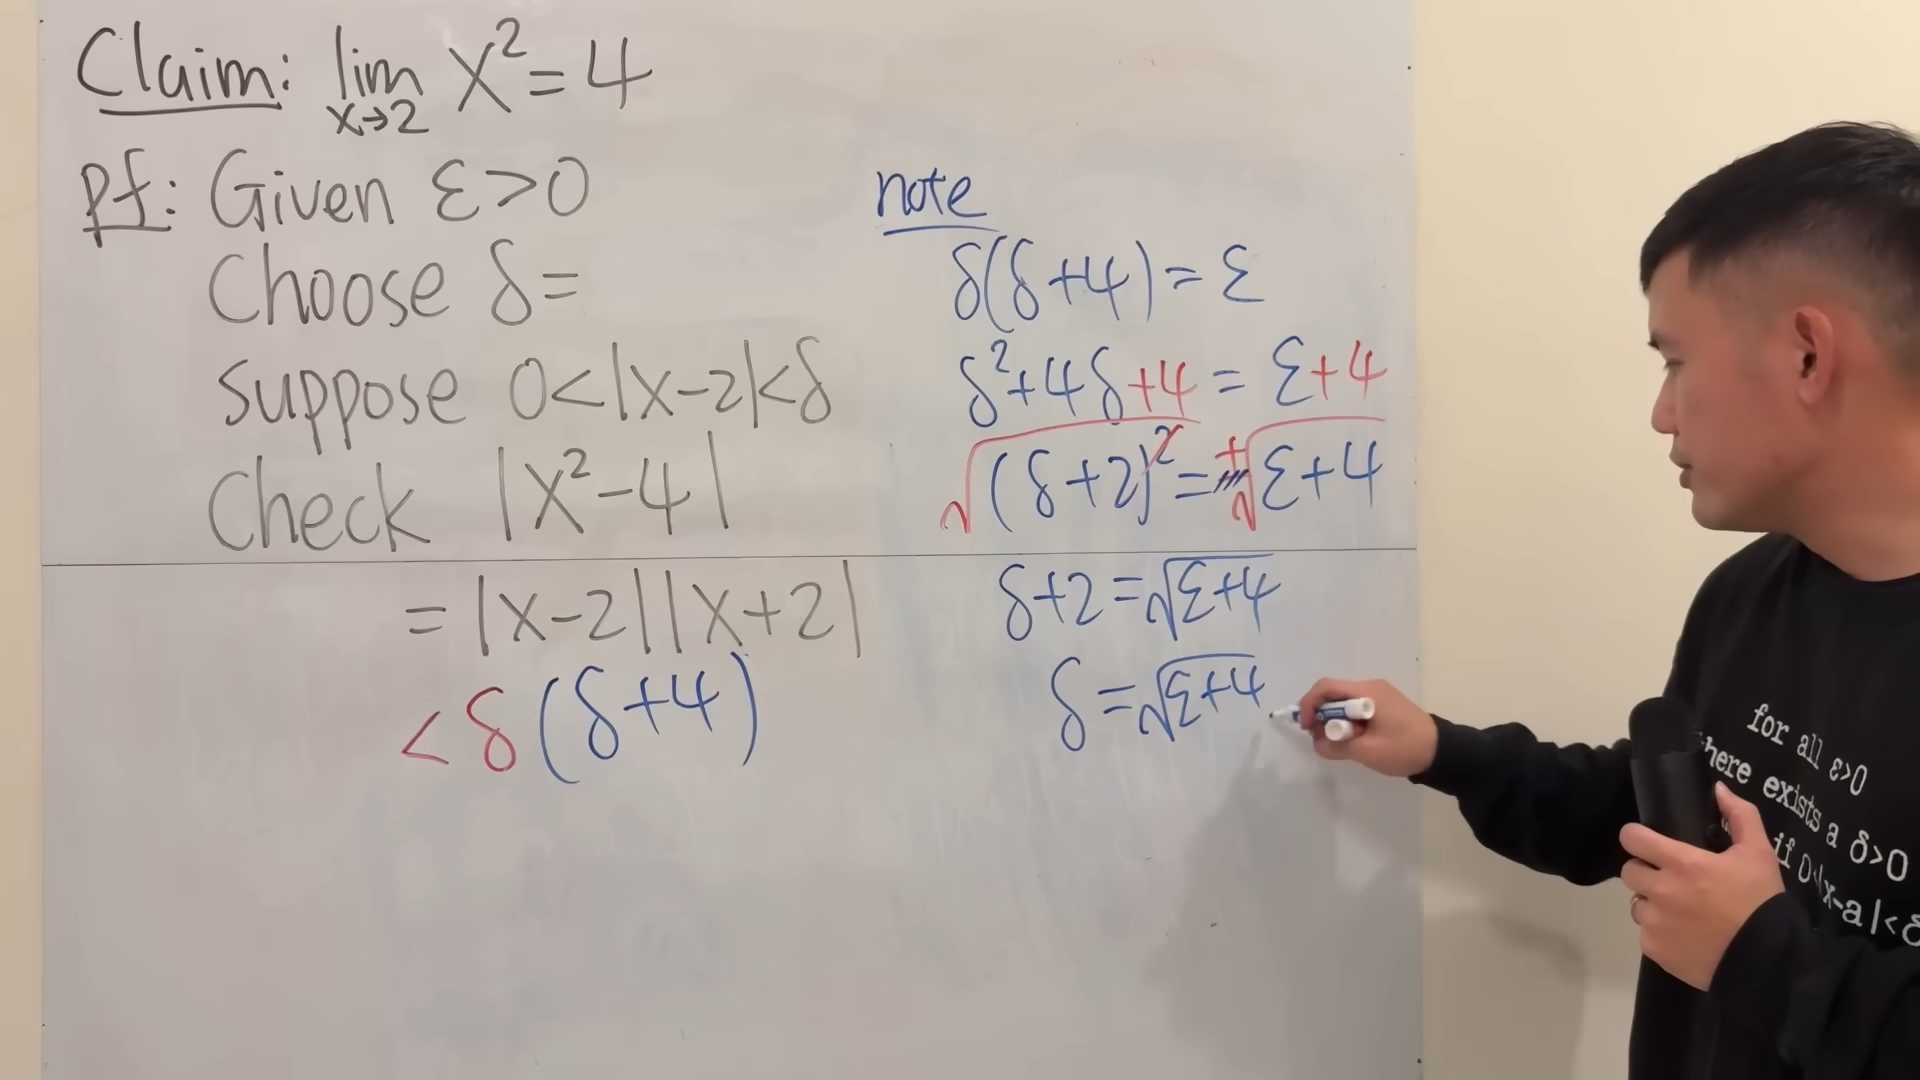 Claim: lim x→2 x² = 4
pf: Given ε>0
Choose δ=
suppose 0<|x-2|<δ
Check |x²-4|
= |x-2||x+2|
< δ(δ+4)
note
δ(δ+4) = ε
δ²+4δ+4 = ε+4
√(δ+2)² = +√ε+4
δ+2 = √ε+4
δ = √ε+4
for all ε>0
there exists a δ>0
if 0<|x-a|<δ